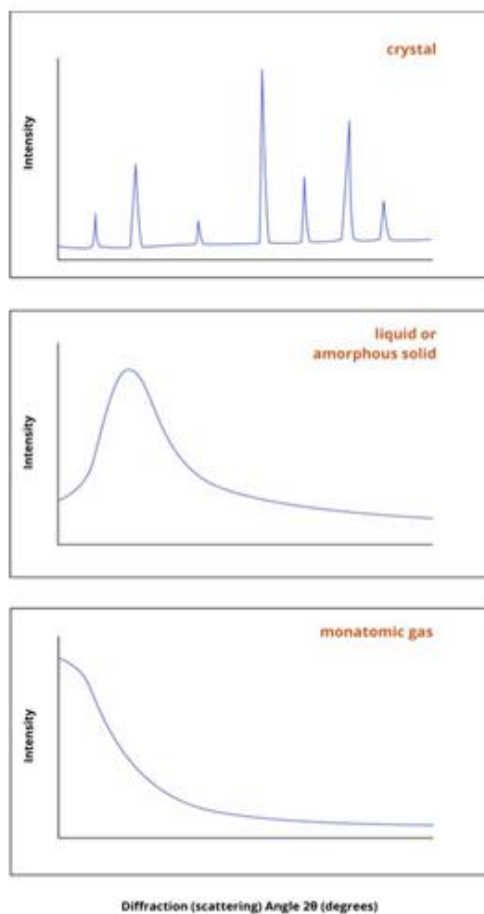 crystal
Intensity
liquid or
amorphous solid
Intensity
monatomic gas
Intensity
Diffraction (scattering) Angle 2θ (degrees)